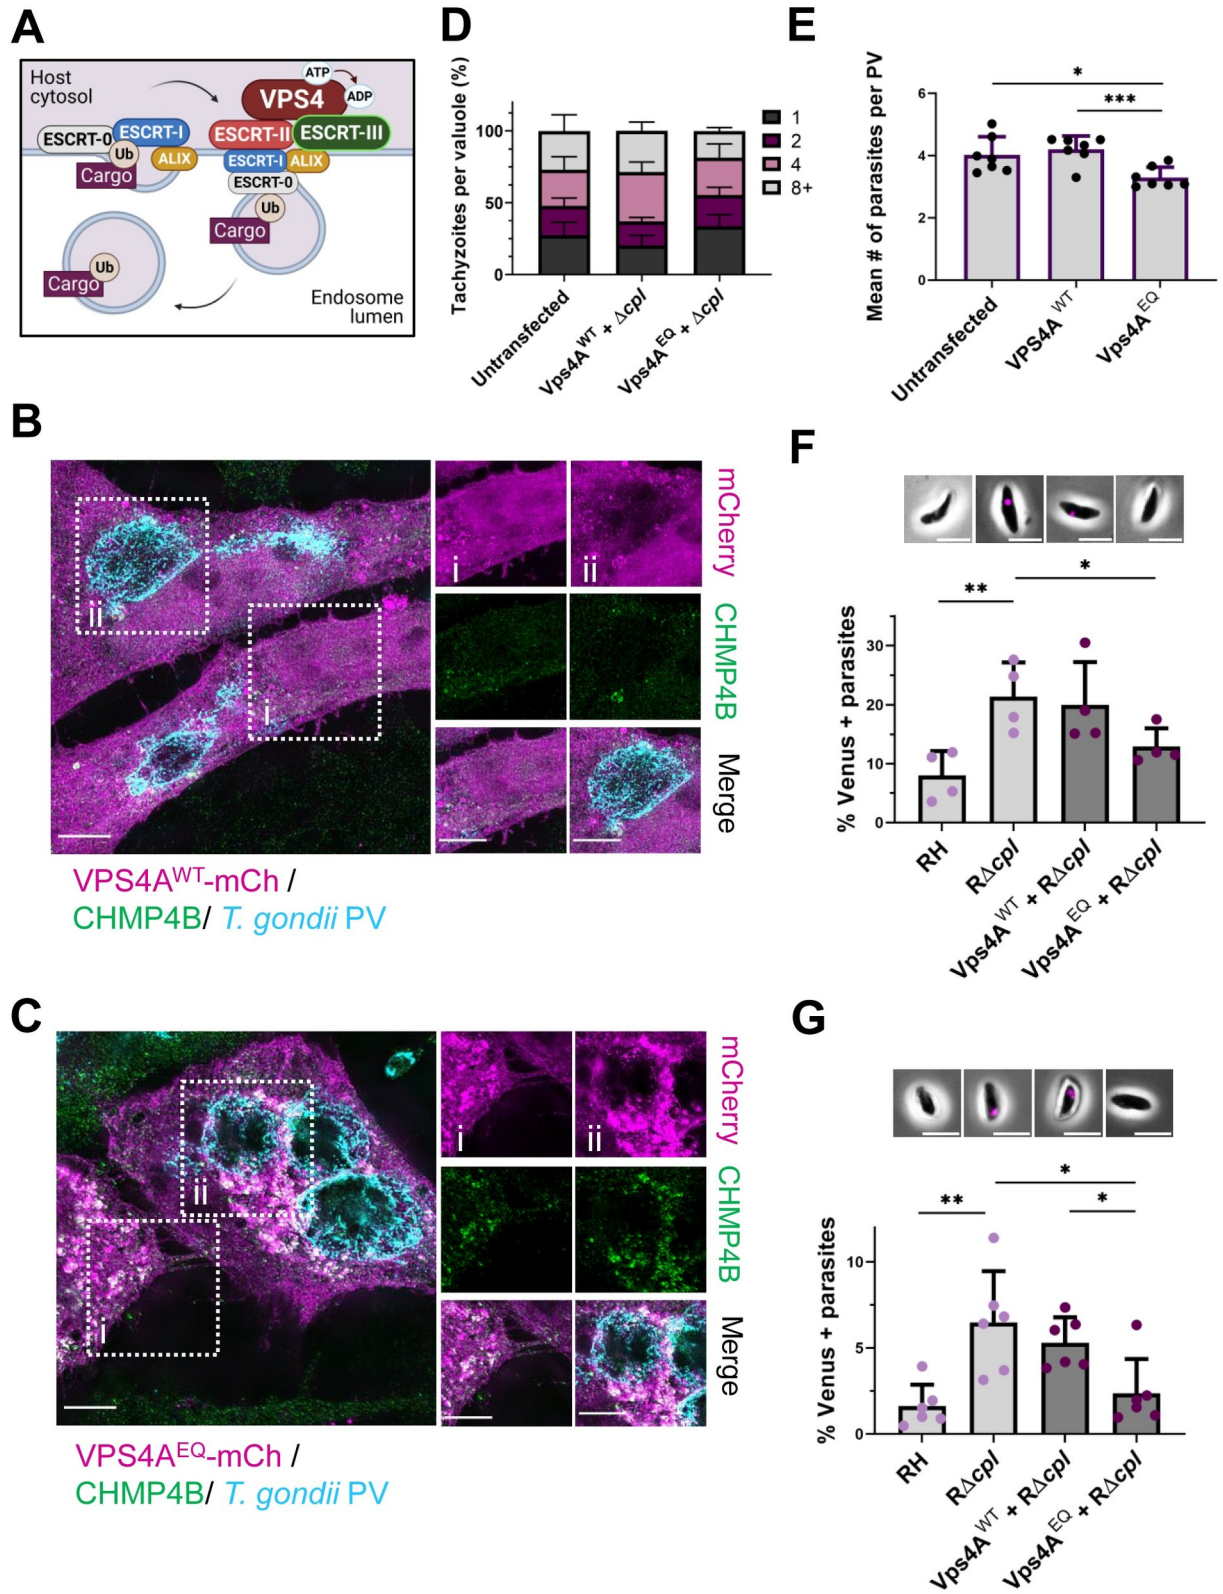 A
Host
cytosol
ATP
ADP
VPS4
ESCRT-0
ESCRT-I
ESCRT-II
ESCRT-III
Ub
ALIX
Cargo
ESCRT-I
ALIX
ESCRT-0
Ub
Cargo
Ub
Cargo
Endosome
lumen
D
Tachyzoites per valuole (%)
100
50
0
1
2
4
8+
Untransfected
Vps4A^WT + Δcpl
Vps4A^EQ + Δcpl
E
Mean # of parasites per PV
6
4
2
0
*
***
Untransfected
VPS4A^WT
Vps4A^EQ
B
ii
i
i
ii
mCherry
CHMP4B
Merge
VPS4A^WT-mCh /
CHMP4B/ T. gondii PV
F
**
*
% Venus + parasites
30
20
10
0
RH
RΔcpl
Vps4A^WT + RΔcpl
Vps4A^EQ + RΔcpl
C
ii
i
i
ii
mCherry
CHMP4B
Merge
VPS4A^EQ-mCh /
CHMP4B/ T. gondii PV
G
**
*
*
% Venus + parasites
10
5
0
RH
RΔcpl
Vps4A^WT + RΔcpl
Vps4A^EQ + RΔcpl